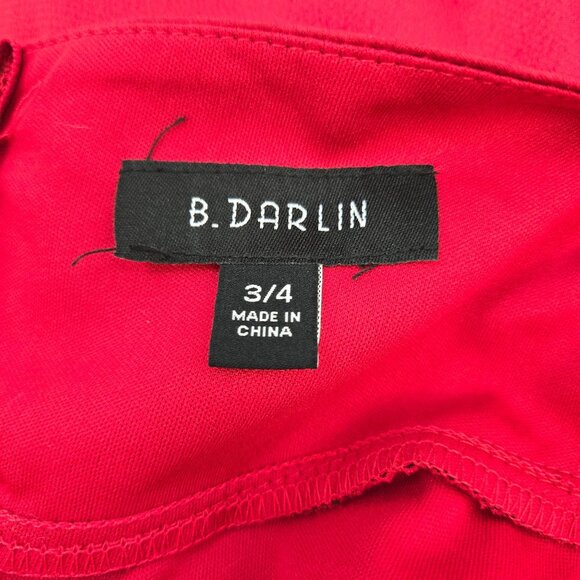 B. DARLIN
3/4
MADE IN
CHINA